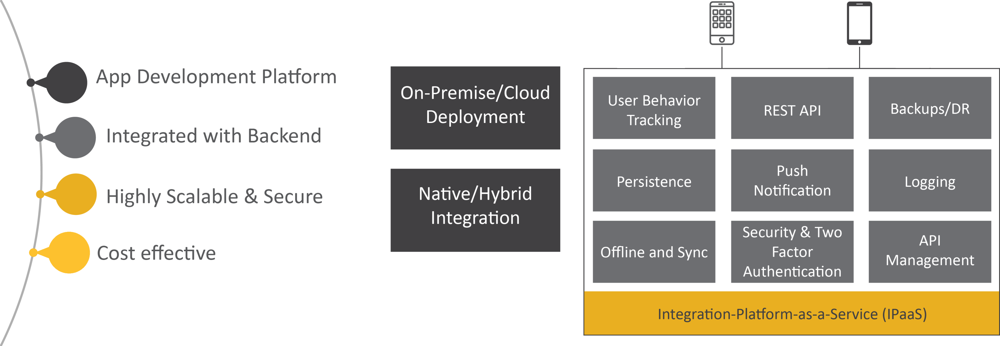 App Development Platform
Integrated with Backend
Highly Scalable & Secure
Cost effective
On-Premise/Cloud
Deployment
Native/Hybrid
Integration
User Behavior
Tracking
REST API
Backups/DR
Persistence
Push
Notification
Logging
Offline and Sync
Security & Two
Factor
Authentication
API
Management
Integration-Platform-as-a-Service (IPaaS)